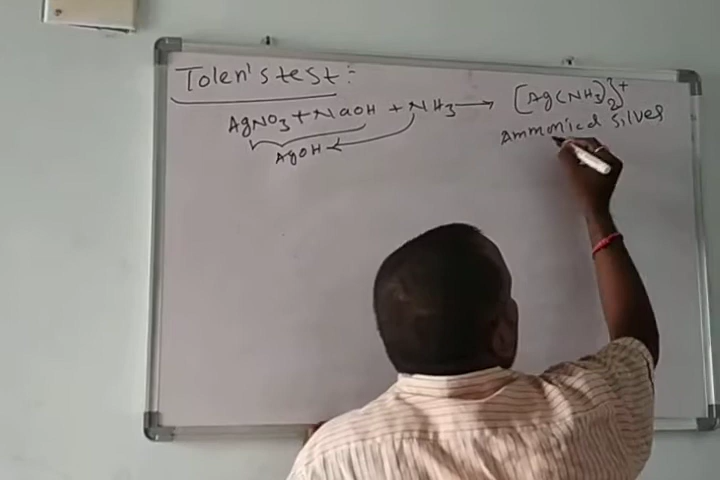 Tolen's test:
AgNO₃ + NaOH + NH₃ → [Ag(NH₃)₂]⁺
AgOH ←
Ammonical Silver